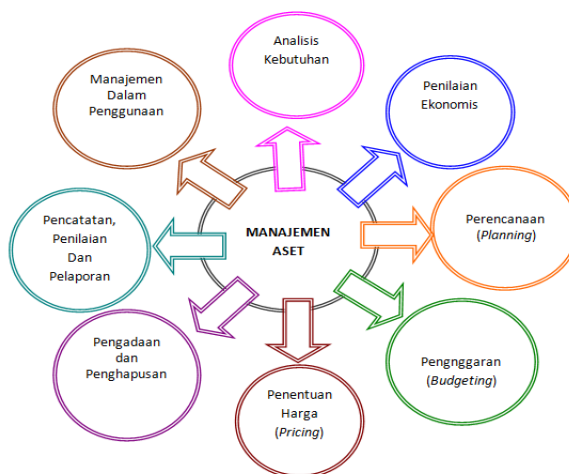 Analisis
Kebutuhan
Penilaian
Ekonomis
Perencanaan
(Planning)
Pengnggaran
(Budgeting)
Penentuan
Harga
(Pricing)
Pengadaan
dan
Penghapusan
Pencatatan,
Penilaian
Dan
Pelaporan
Manajemen
Dalam
Penggunaan
MANAJEMEN
ASET